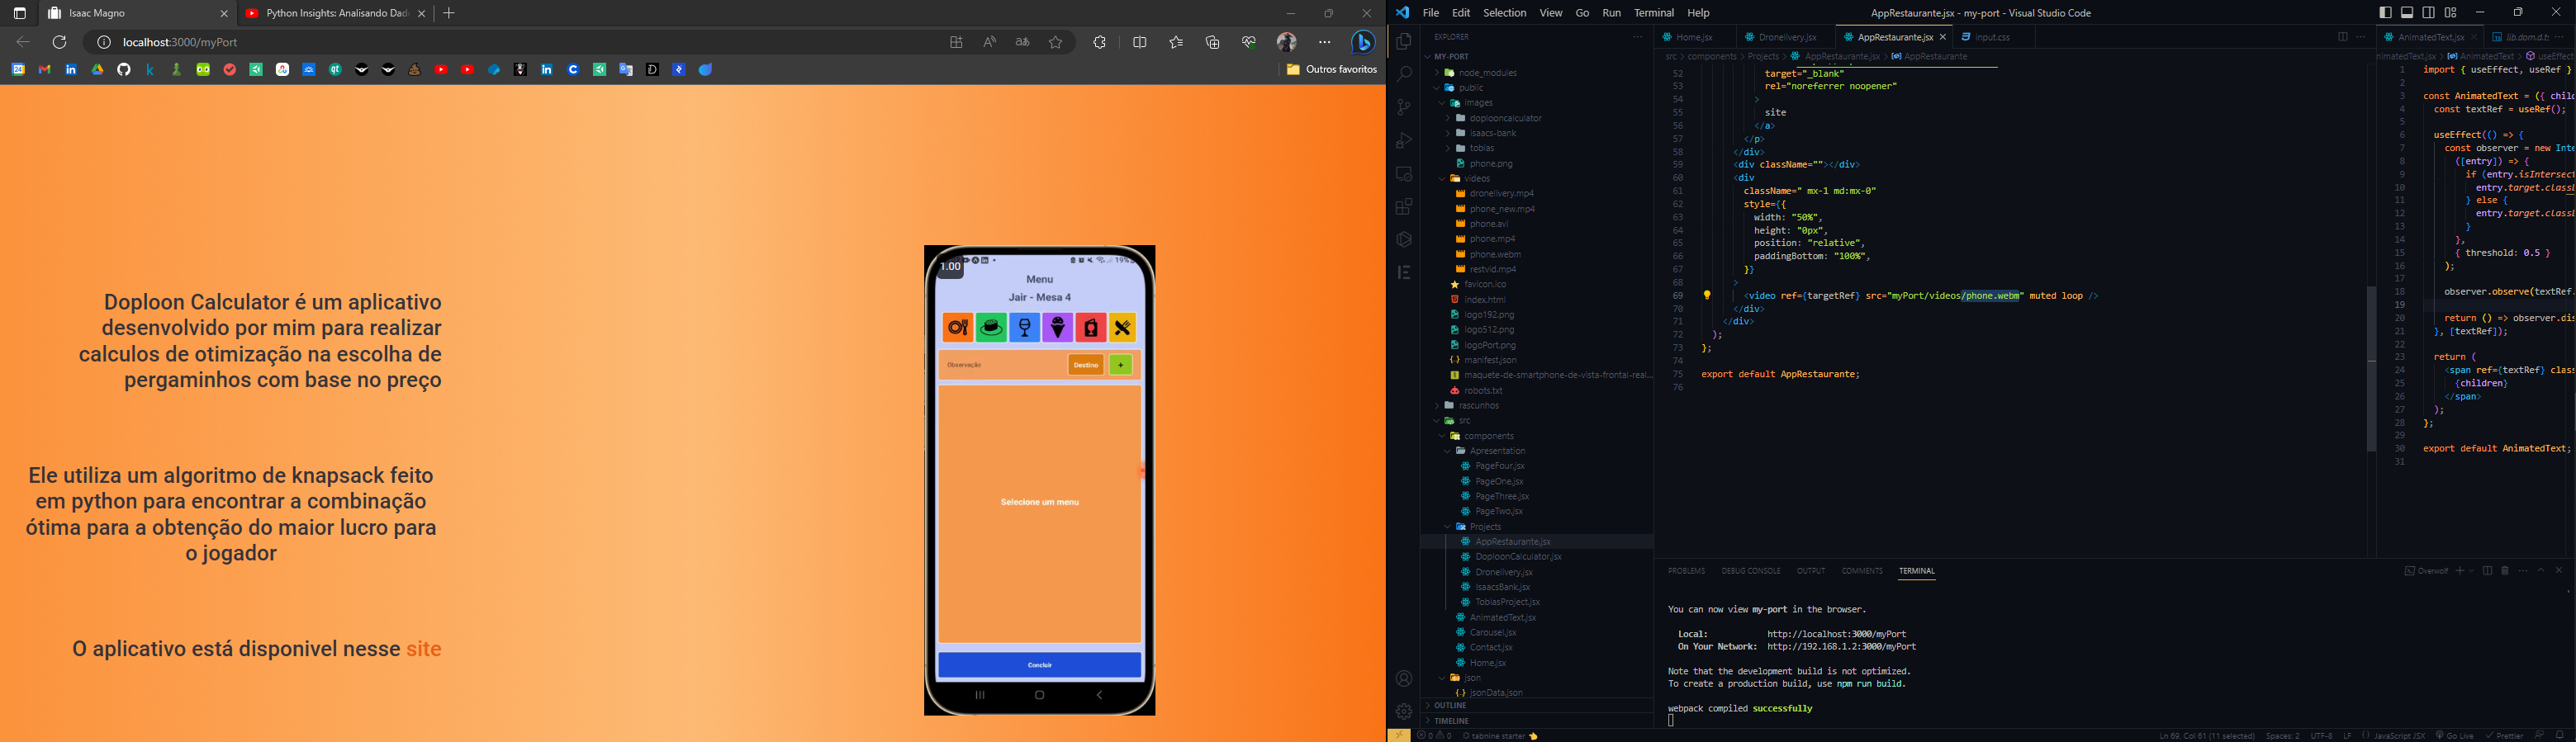 Isaac Magno
Python Insights: Analisando Dad
localhost:3000/myPort
Outros favoritos
Doploon Calculator é um aplicativo
desenvolvido por mim para realizar
calculos de otimização na escolha de
pergaminhos com base no preço
Ele utiliza um algoritmo de knapsack feito
em python para encontrar a combinação
ótima para a obtenção do maior lucro para
o jogador
O aplicativo está disponivel nesse site
1.00
19%
Menu
Jair - Mesa 4
Observação
Destino
+
Selecione um menu
Concluir
File Edit Selection View Go Run Terminal Help
AppRestaurante.jsx - my-port - Visual Studio Code
EXPLORER
MY-PORT
node_modules
public
images
doplooncalculator
isaacs-bank
tobias
phone.png
videos
dronelivery.mp4
phone_new.mp4
phone.avi
phone.mp4
phone.webm
restvid.mp4
favicon.ico
index.html
logo192.png
logo512.png
logoPort.png
manifest.json
maquete-de-smartphone-de-vista-frontal-real...
robots.txt
rascunhos
src
components
Apresentation
PageFour.jsx
PageOne.jsx
PageThree.jsx
PageTwo.jsx
Projects
AppRestaurante.jsx
DoploonCalculator.jsx
Dronelivery.jsx
IsaacsBank.jsx
TobiasProject.jsx
AnimatedText.jsx
Carousel.jsx
Contact.jsx
Home.jsx
json
jsonData.json
OUTLINE
TIMELINE
Home.jsx
Dronelivery.jsx
AppRestaurante.jsx
input.css
src > components > Projects > AppRestaurante.jsx > AppRestaurante
52 target="_blank"
53 rel="noreferrer noopener"
54 >
55 site
56 </a>
57 </p>
58 </div>
59 <div className=""></div>
60 <div
61 className=" mx-1 md:mx-0"
62 style={{
63 width: "50%",
64 height: "0px",
65 position: "relative",
66 paddingBottom: "100%",
67 }}
68 >
69 <video ref={targetRef} src="myPort/videos/phone.webm" muted loop />
70 </div>
71 </div>
72 );
73 };
74
75 export default AppRestaurante;
76
AnimatedText.jsx
lib.dom.d.t
nimatedText.jsx > AnimatedText > useEffect
1 import { useEffect, useRef }
2
3 const AnimatedText = ({ child
4 const textRef = useRef();
5
6 useEffect(() => {
7 const observer = new Inte
8 ([entry]) => {
9 if (entry.isIntersect
10 entry.target.classL
11 } else {
12 entry.target.classL
13 }
14 },
15 { threshold: 0.5 }
16 );
17
18 observer.observe(textRef.
19
20 return () => observer.dis
21 }, [textRef]);
22
23 return (
24 <span ref={textRef} class
25 {children}
26 </span>
27 );
28 };
29
30 export default AnimatedText;
31
PROBLEMS DEBUG CONSOLE OUTPUT COMMENTS TERMINAL
Overwolf
You can now view my-port in the browser.
Local: http://localhost:3000/myPort
On Your Network: http://192.168.1.2:3000/myPort
Note that the development build is not optimized.
To create a production build, use npm run build.
webpack compiled successfully
0 0 tabnine starter
Ln 69, Col 61 (11 selected) Spaces: 2 UTF-8 LF JavaScript JSX Go Live Prettier